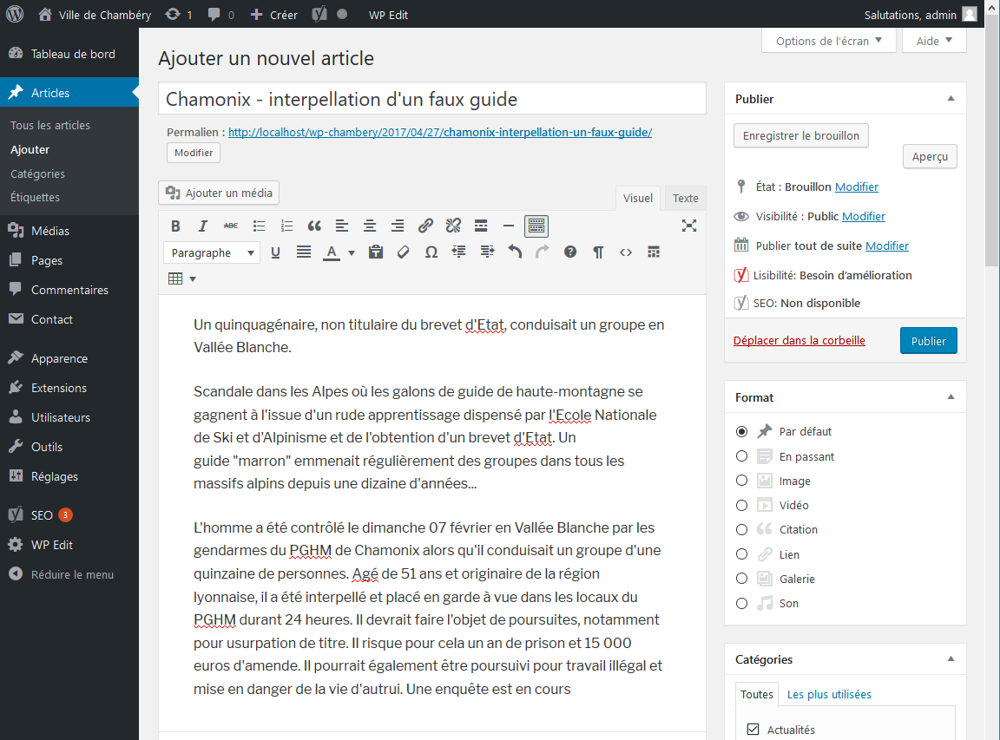 Ville de Chambéry 1 0 Créer WP Edit Salutations, admin
Options de l'écran Aide
Tableau de bord
Articles
Tous les articles
Ajouter
Catégories
Étiquettes
Médias
Pages
Commentaires
Contact
Apparence
Extensions
Utilisateurs
Outils
Réglages
SEO 3
WP Edit
Réduire le menu
Ajouter un nouvel article
Chamonix - interpellation d'un faux guide
Permalien : http://localhost/wp-chambery/2017/04/27/chamonix-interpellation-un-faux-guide/
Modifier
Ajouter un média
Visuel Texte
B I ABC
Paragraphe U A
Un quinquagénaire, non titulaire du brevet d'Etat, conduisait un groupe en
Vallée Blanche.
Scandale dans les Alpes où les galons de guide de haute-montagne se
gagnent à l'issue d'un rude apprentissage dispensé par l'Ecole Nationale
de Ski et d'Alpinisme et de l'obtention d'un brevet d'Etat. Un
guide "marron" emmenait régulièrement des groupes dans tous les
massifs alpins depuis une dizaine d'années...
L'homme a été contrôlé le dimanche 07 février en Vallée Blanche par les
gendarmes du PGHM de Chamonix alors qu'il conduisait un groupe d'une
quinzaine de personnes. Agé de 51 ans et originaire de la région
lyonnaise, il a été interpellé et placé en garde à vue dans les locaux du
PGHM durant 24 heures. Il devrait faire l'objet de poursuites, notamment
pour usurpation de titre. Il risque pour cela un an de prison et 15 000
euros d'amende. Il pourrait également être poursuivi pour travail illégal et
mise en danger de la vie d'autrui. Une enquête est en cours
Publier
Enregistrer le brouillon
Aperçu
État : Brouillon Modifier
Visibilité : Public Modifier
Publier tout de suite Modifier
Lisibilité: Besoin d'amélioration
SEO: Non disponible
Déplacer dans la corbeille Publier
Format
Par défaut
En passant
Image
Vidéo
Citation
Lien
Galerie
Son
Catégories
Toutes Les plus utilisées
Actualités